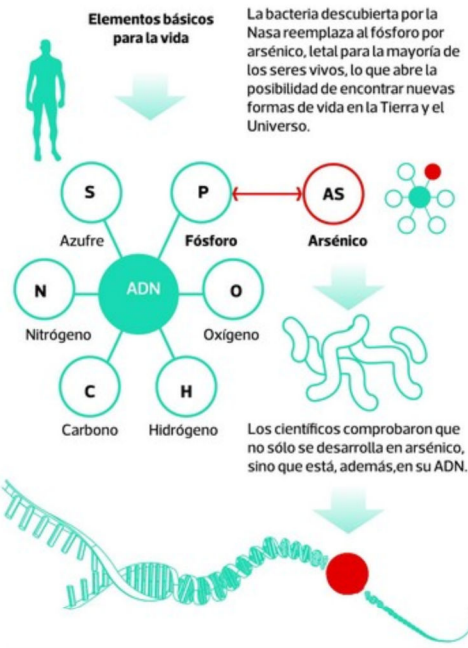 Elementos básicos
para la vida
La bacteria descubierta por la
Nasa reemplaza al fósforo por
arsénico, letal para la mayoría de
los seres vivos, lo que abre la
posibilidad de encontrar nuevas
formas de vida en la Tierra y el
Universo.
S
Azufre
P
Fósforo
AS
Arsénico
N
Nitrógeno
ADN
O
Oxígeno
C
Carbono
H
Hidrógeno
Los científicos comprobaron que
no sólo se desarrolla en arsénico,
sino que está, además,en su ADN.